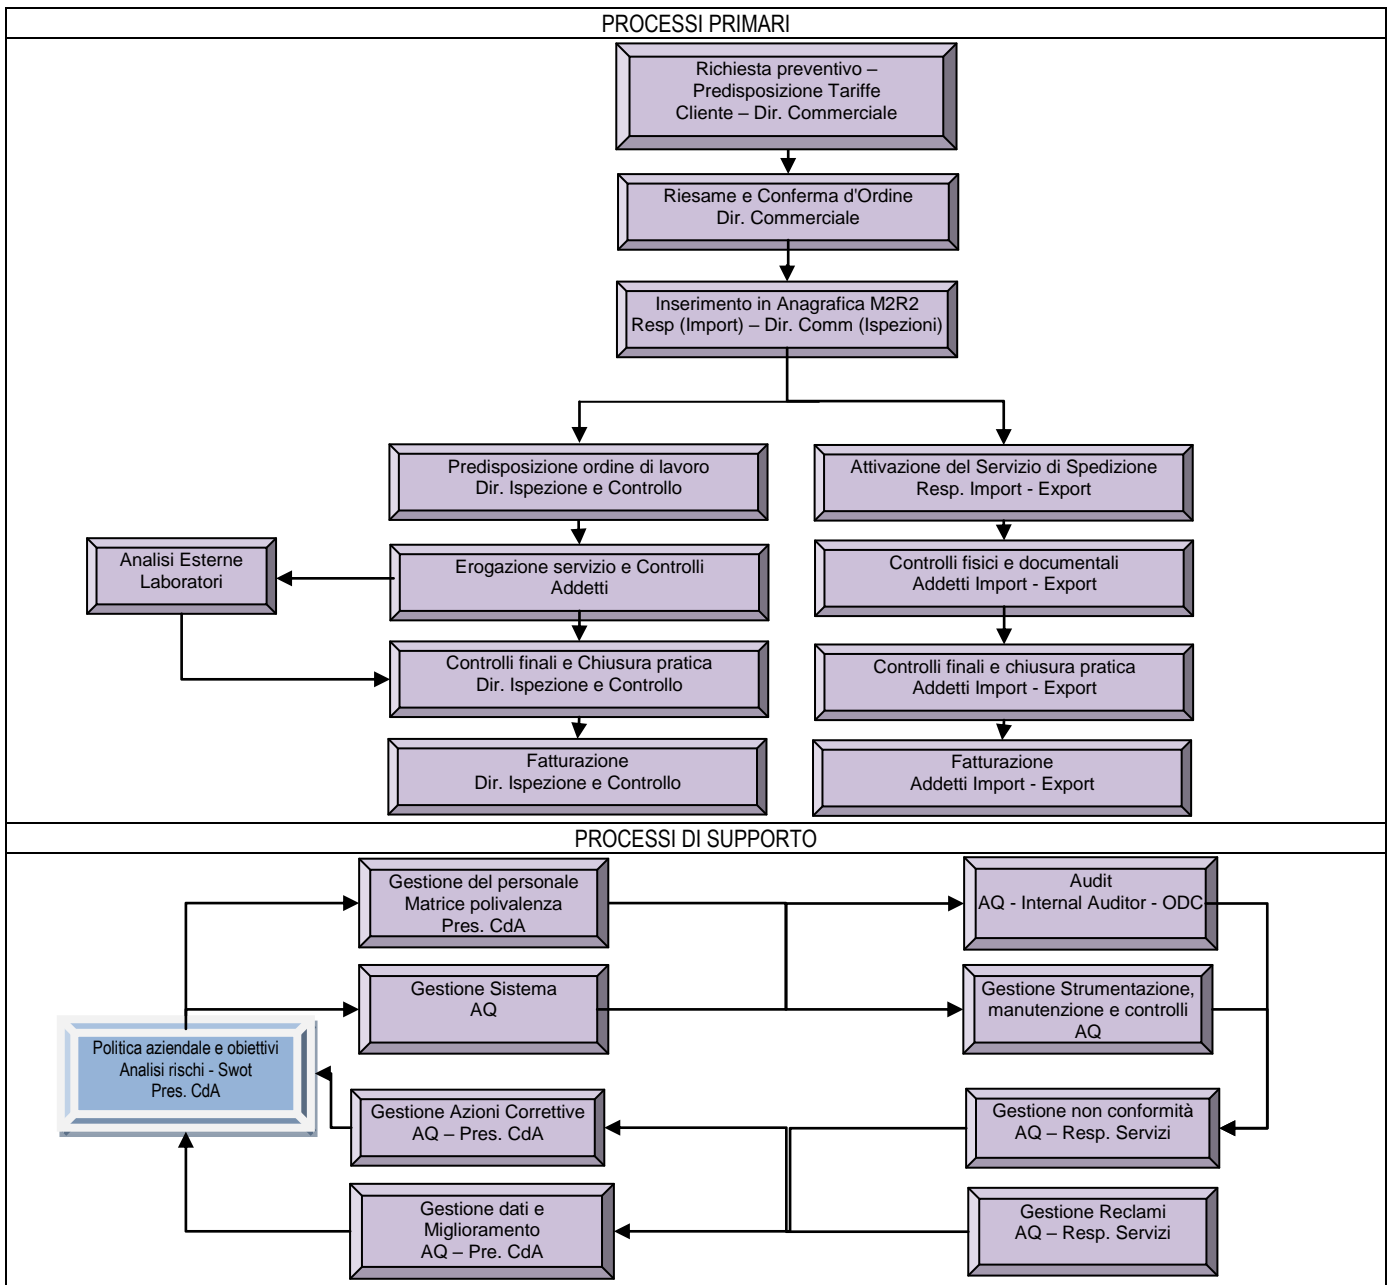 PROCESSI PRIMARI
Richiesta preventivo –
Predisposizione Tariffe
Cliente – Dir. Commerciale
Riesame e Conferma d'Ordine
Dir. Commerciale
Inserimento in Anagrafica M2R2
Resp (Import) – Dir. Comm (Ispezioni)
Predisposizione ordine di lavoro
Dir. Ispezione e Controllo
Attivazione del Servizio di Spedizione
Resp. Import - Export
Analisi Esterne
Laboratori
Erogazione servizio e Controlli
Addetti
Controlli fisici e documentali
Addetti Import - Export
Controlli finali e Chiusura pratica
Dir. Ispezione e Controllo
Controlli finali e chiusura pratica
Addetti Import - Export
Fatturazione
Dir. Ispezione e Controllo
Fatturazione
Addetti Import - Export
PROCESSI DI SUPPORTO
Gestione del personale
Matrice polivalenza
Pres. CdA
Audit
AQ - Internal Auditor - ODC
Gestione Sistema
AQ
Gestione Strumentazione,
manutenzione e controlli
AQ
Politica aziendale e obiettivi
Analisi rischi - Swot
Pres. CdA
Gestione Azioni Correttive
AQ – Pres. CdA
Gestione non conformità
AQ – Resp. Servizi
Gestione dati e
Miglioramento
AQ – Pre. CdA
Gestione Reclami
AQ – Resp. Servizi